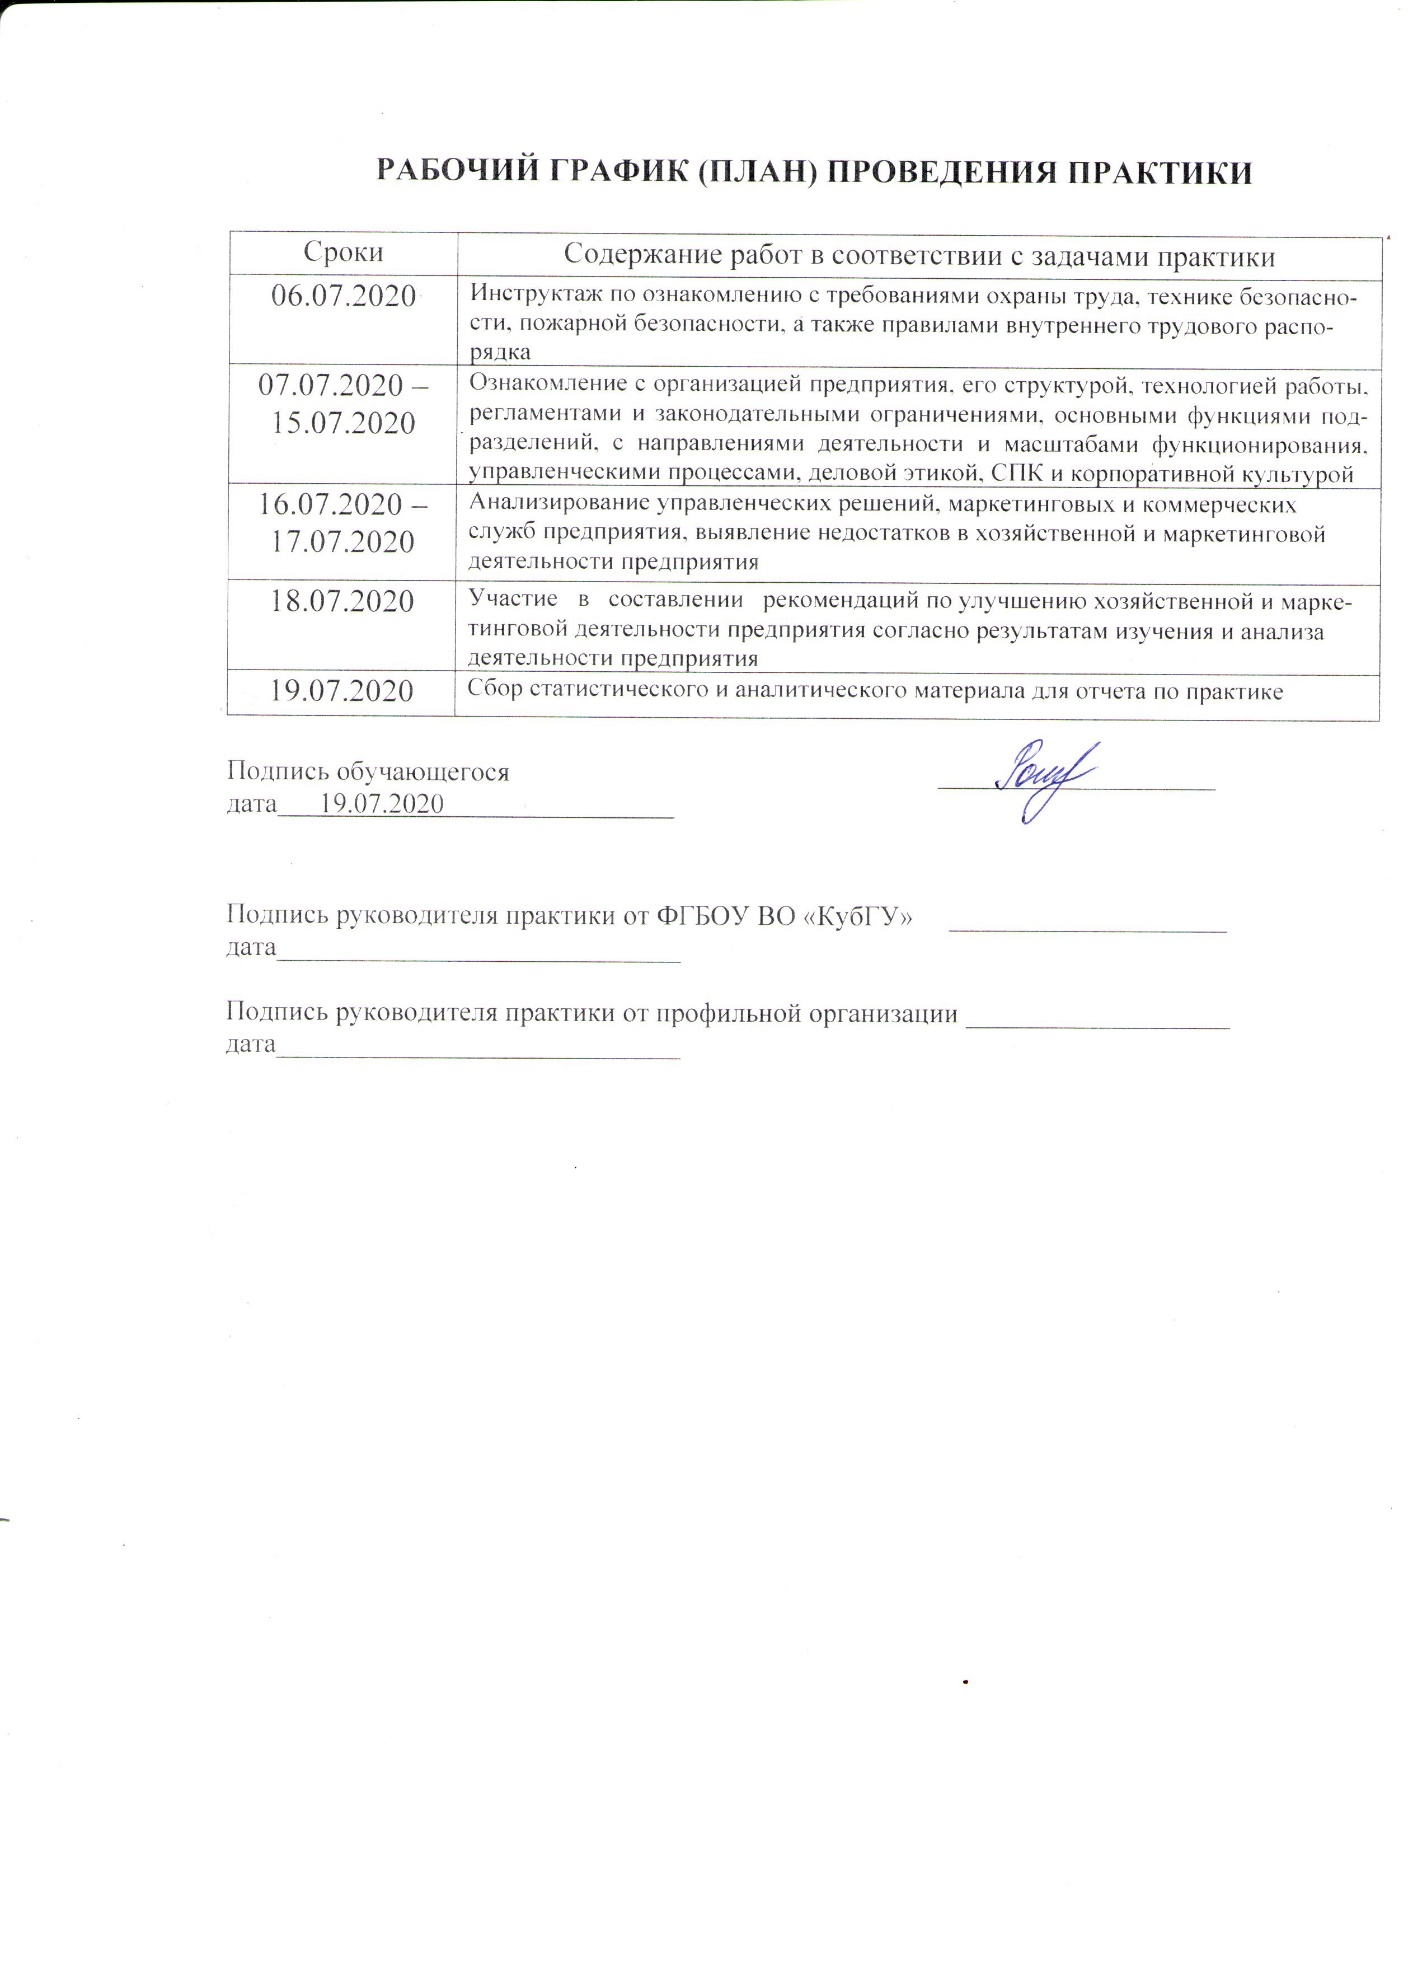 РАБОЧИЙ ГРАФИК (ПЛАН) ПРОВЕДЕНИЯ ПРАКТИКИ
Сроки Содержание работ в соответствии с задачами практики
06.07.2020 Инструктаж по ознакомлению с требованиями охраны труда, технике безопасно-
сти, пожарной безопасности, а также правилами внутреннего трудового распо-
рядка
07.07.2020 – Ознакомление с организацией предприятия, его структурой, технологией работы,
15.07.2020 регламентами и законодательными ограничениями, основными функциями под-
разделений, с направлениями деятельности и масштабами функционирования,
управленческими процессами, деловой этикой, СПК и корпоративной культурой
16.07.2020 – Анализирование управленческих решений, маркетинговых и коммерческих
17.07.2020 служб предприятия, выявление недостатков в хозяйственной и маркетинговой
деятельности предприятия
18.07.2020 Участие в составлении рекомендаций по улучшению хозяйственной и марке-
тинговой деятельности предприятия согласно результатам изучения и анализа
деятельности предприятия
19.07.2020 Сбор статистического и аналитического материала для отчета по практике
Подпись обучающегося
дата 19.07.2020
Подпись руководителя практики от ФГБОУ ВО «КубГУ»
дата
Подпись руководителя практики от профильной организации
дата